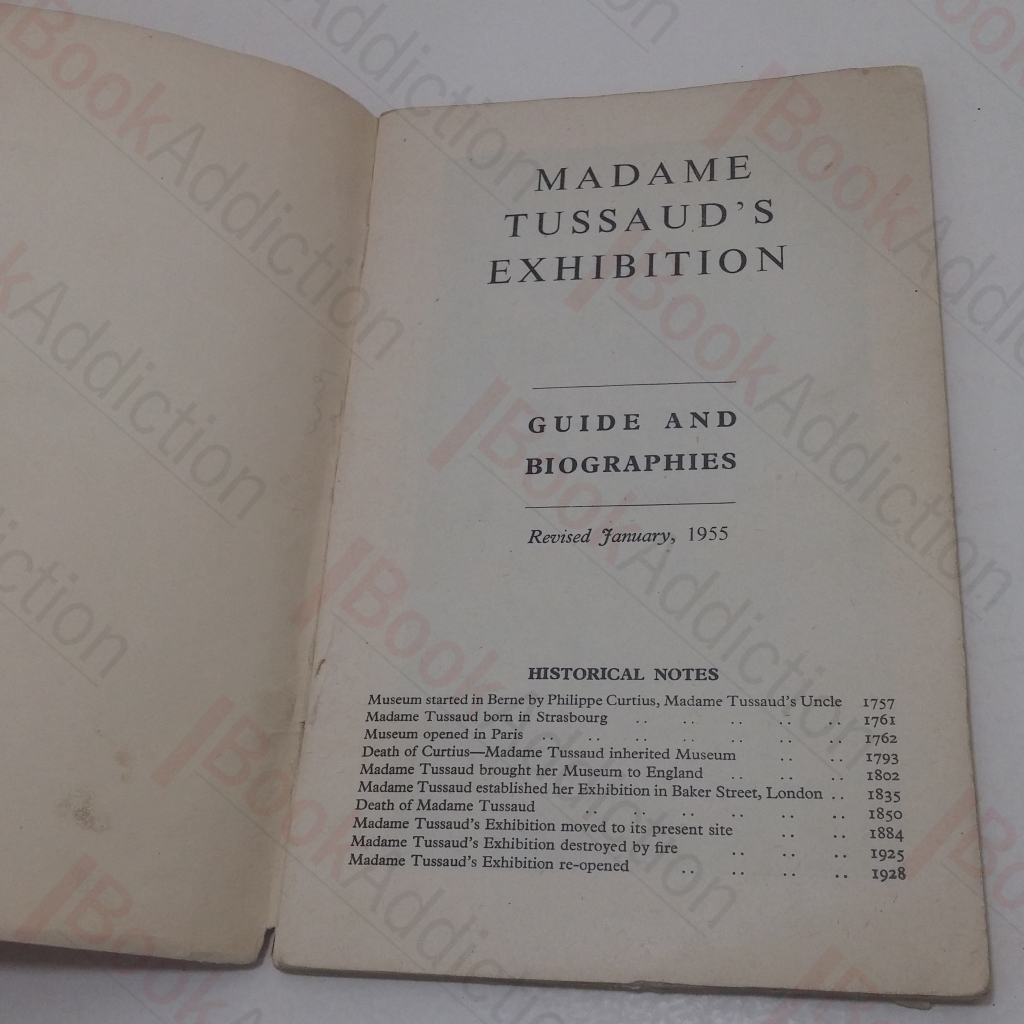 MADAME
TUSSAUD'S
EXHIBITION
GUIDE AND
BIOGRAPHIES
Revised January, 1955
HISTORICAL NOTES
Museum started in Berne by Philippe Curtius, Madame Tussaud's Uncle 1757
Madame Tussaud born in Strasbourg .. .. .. .. .. 1761
Museum opened in Paris .. .. .. .. .. .. .. 1762
Death of Curtius—Madame Tussaud inherited Museum .. .. 1793
Madame Tussaud brought her Museum to England .. .. .. 1802
Madame Tussaud established her Exhibition in Baker Street, London .. 1835
Death of Madame Tussaud .. .. .. .. .. .. 1850
Madame Tussaud's Exhibition moved to its present site .. .. 1884
Madame Tussaud's Exhibition destroyed by fire .. .. .. 1925
Madame Tussaud's Exhibition re-opened .. .. .. .. 1928
BookAddiction